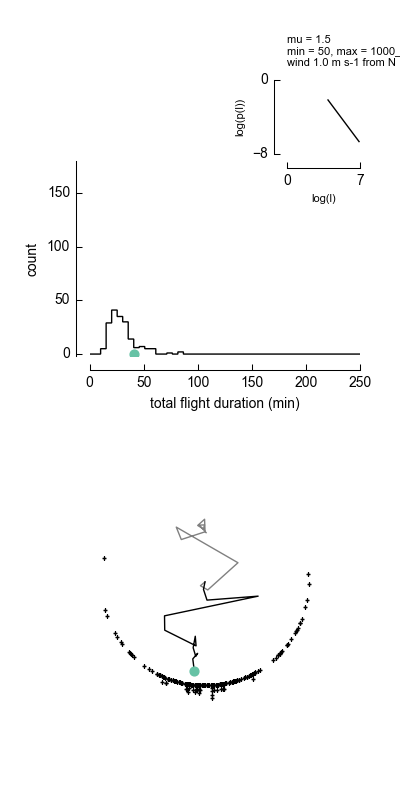 mu = 1.5
min = 50, max = 1000_
wind 1.0 m s-1 from N
0
log(p(l))
−8
0
7
log(l)
150
100
50
0
count
0
50
100
150
200
250
total flight duration (min)